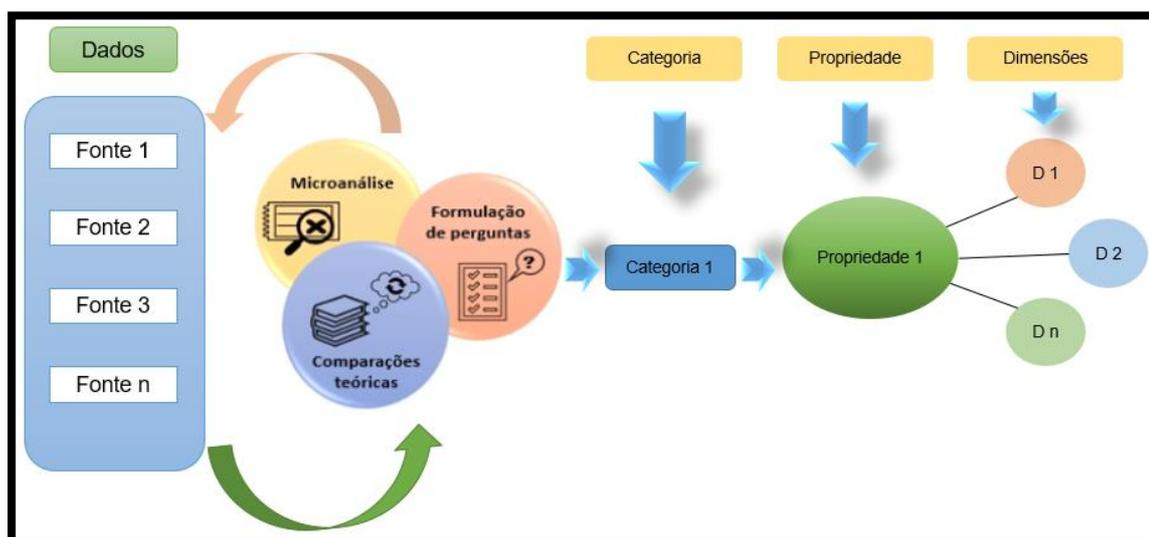 Dados
Fonte 1
Fonte 2
Fonte 3
Fonte n
Microanálise
Formulação
de perguntas
?
Comparações
teóricas
Categoria
Propriedade
Dimensões
Categoria 1
Propriedade 1
D 1
D 2
D n